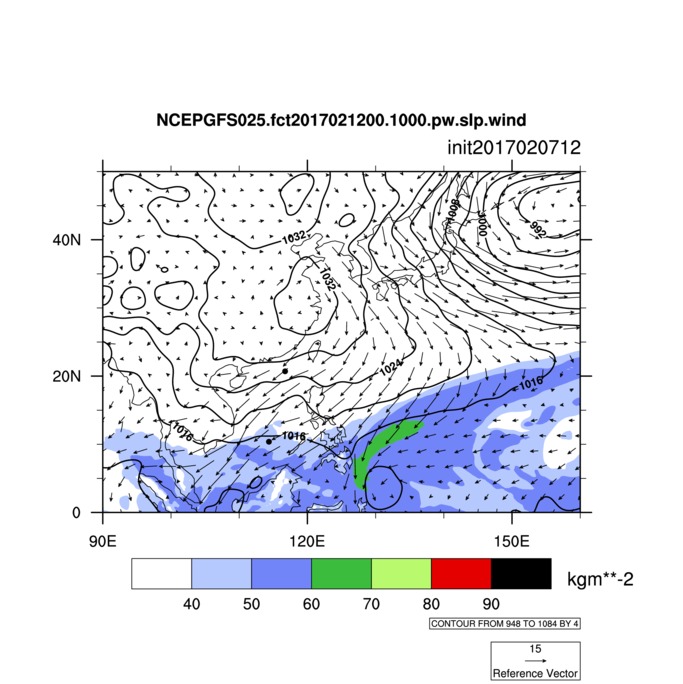 NCEPGFS025.fct2017021200.1000.pw.slp.wind
init2017020712
40N
20N
0
90E
120E
150E
1032
1032
1008
1000
992
1024
1016
1016
1016
40
50
60
70
80
90
kgm**-2
CONTOUR FROM 948 TO 1084 BY 4
15
Reference Vector